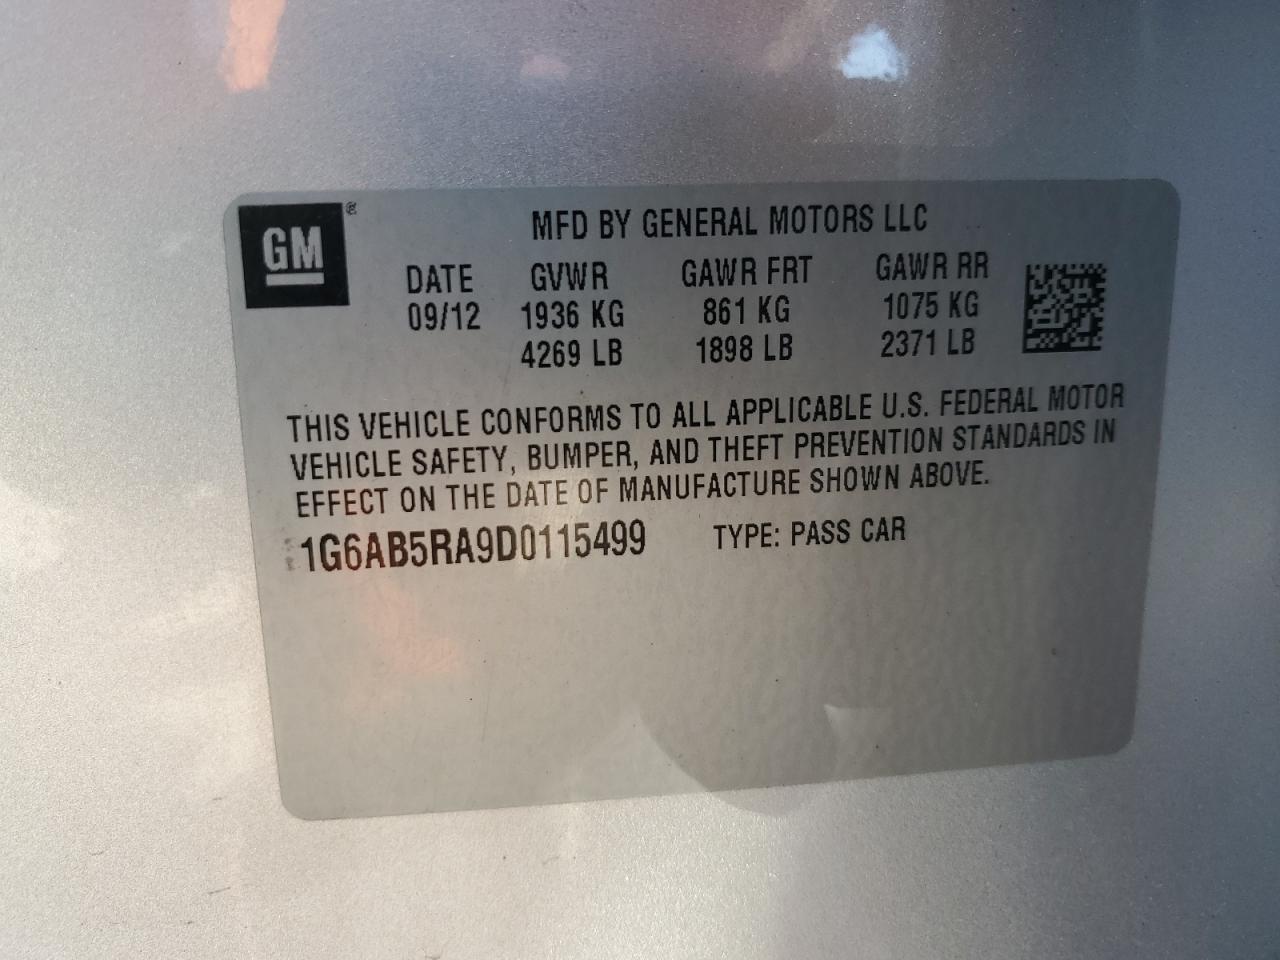 GM®
MFD BY GENERAL MOTORS LLC
DATE GVWR GAWR FRT GAWR RR
09/12 1936 KG 861 KG 1075 KG
4269 LB 1898 LB 2371 LB
THIS VEHICLE CONFORMS TO ALL APPLICABLE U.S. FEDERAL MOTOR
VEHICLE SAFETY, BUMPER, AND THEFT PREVENTION STANDARDS IN
EFFECT ON THE DATE OF MANUFACTURE SHOWN ABOVE.
1G6AB5RA9D0115499 TYPE: PASS CAR